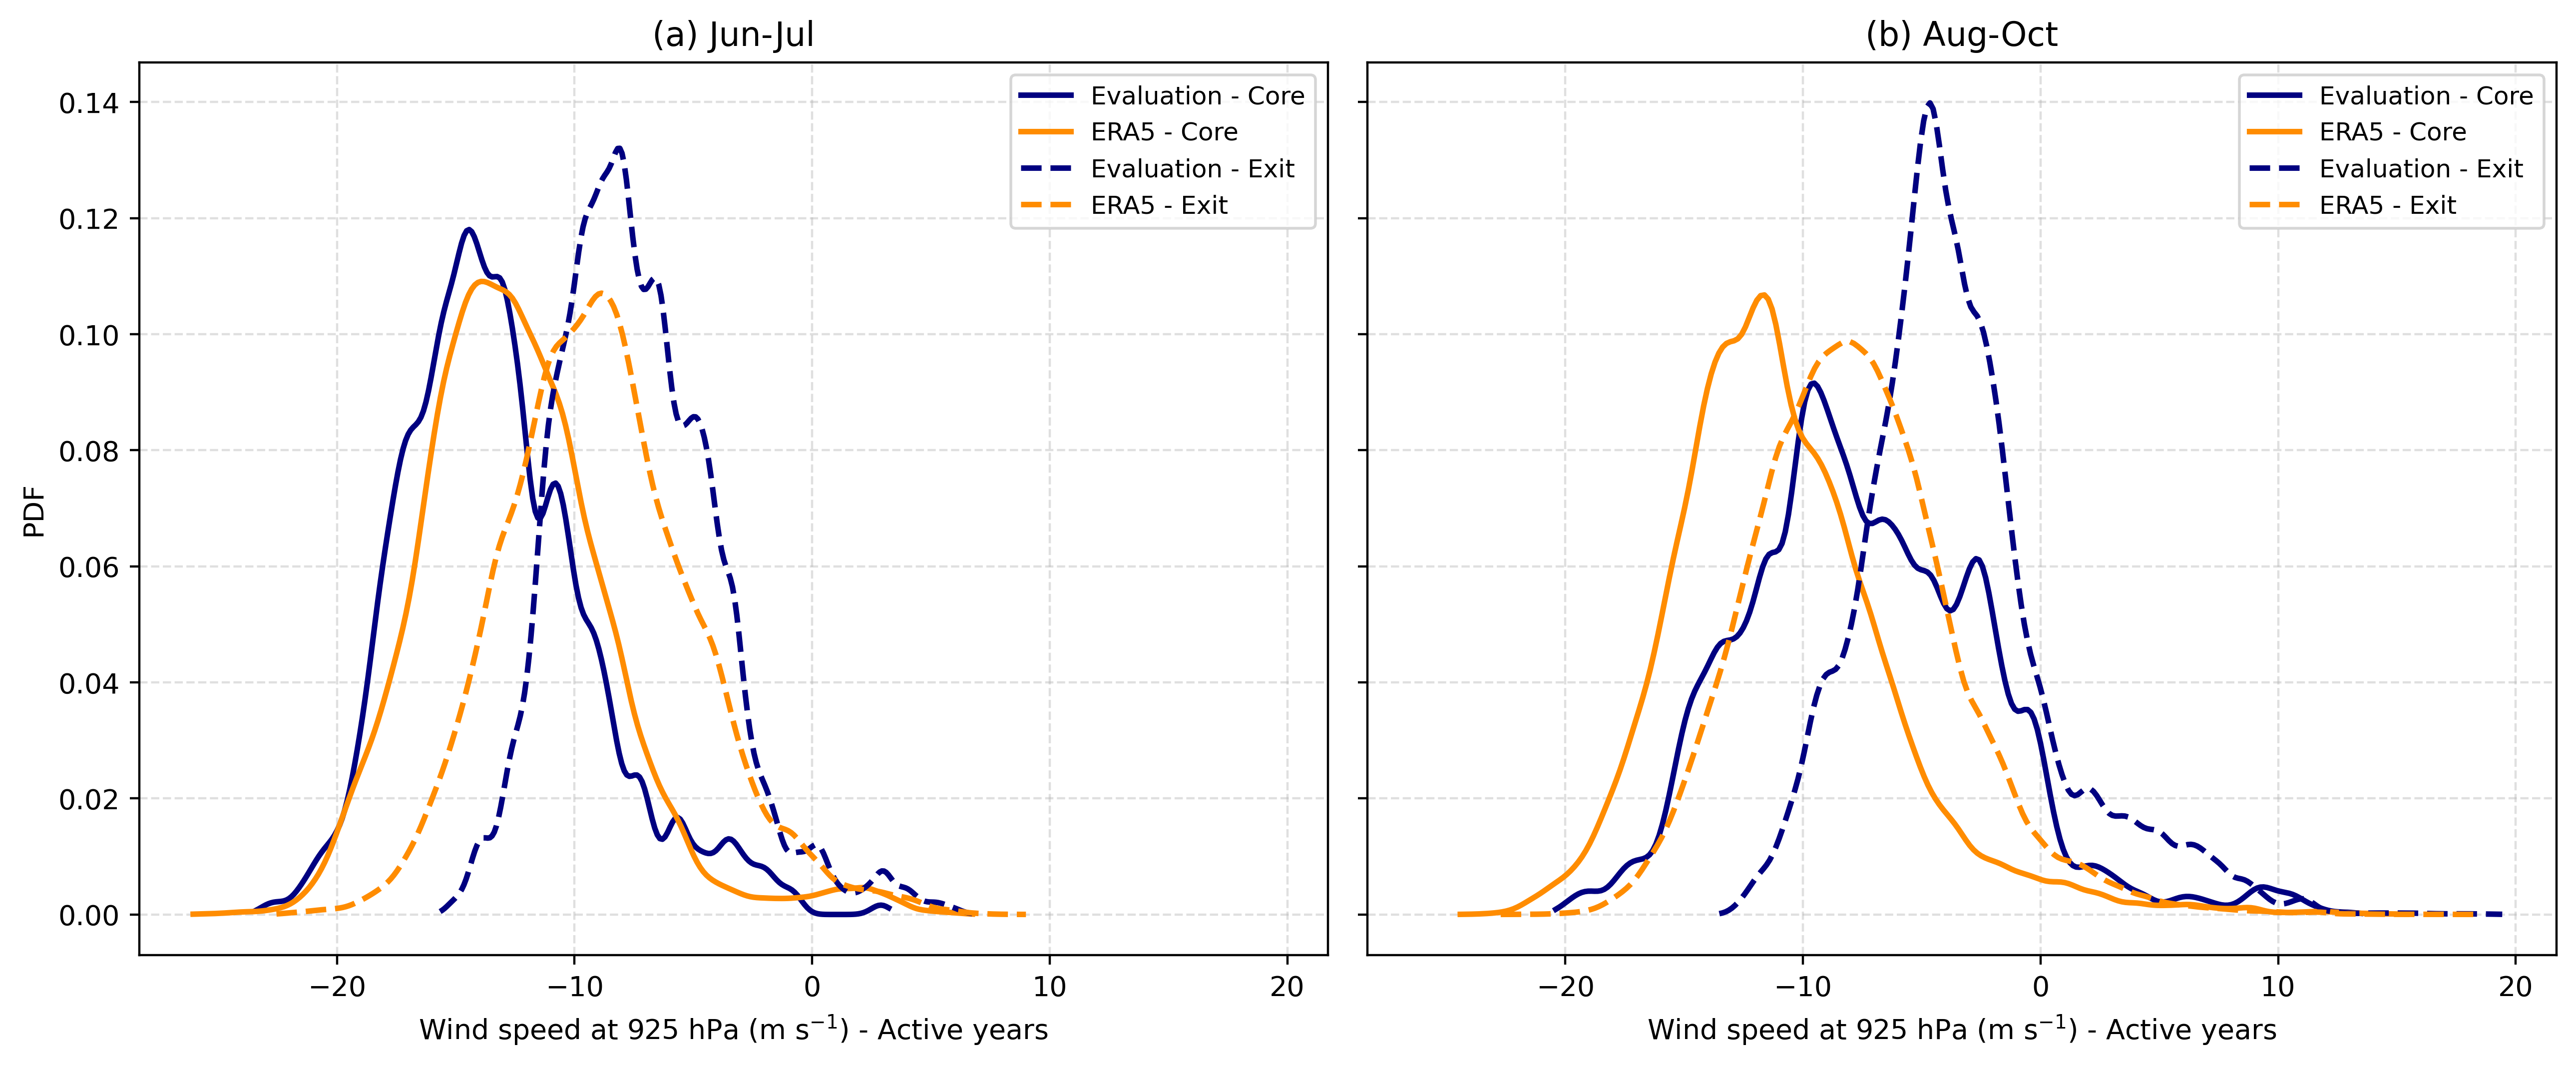 (a) Jun-Jul
Evaluation - Core
ERA5 - Core
Evaluation - Exit
ERA5 - Exit
0.14
0.12
0.10
0.08
0.06
0.04
0.02
0.00
PDF
−20 −10 0 10 20
Wind speed at 925 hPa (m s⁻¹) - Active years
(b) Aug-Oct
Evaluation - Core
ERA5 - Core
Evaluation - Exit
ERA5 - Exit
−20 −10 0 10 20
Wind speed at 925 hPa (m s⁻¹) - Active years